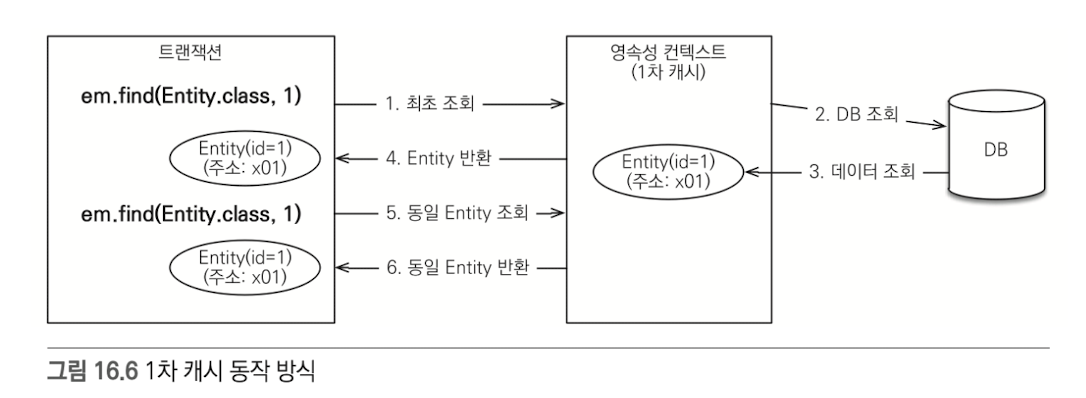 트랜잭션
em.find(Entity.class, 1)
Entity(id=1)
(주소: x01)
em.find(Entity.class, 1)
Entity(id=1)
(주소: x01)
1. 최초 조회
4. Entity 반환
5. 동일 Entity 조회
6. 동일 Entity 반환
영속성 컨텍스트
(1차 캐시)
Entity(id=1)
(주소: x01)
2. DB 조회
3. 데이터 조회
DB
그림 16.6 1차 캐시 동작 방식